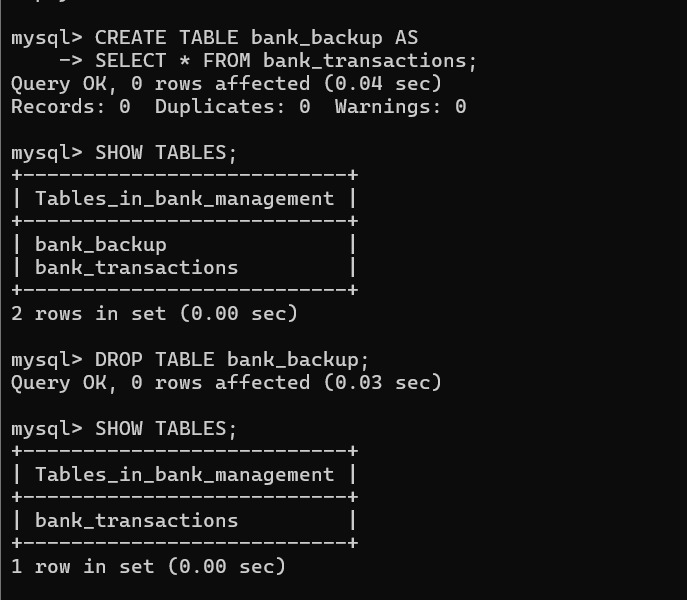 mysql> CREATE TABLE bank_backup AS
    -> SELECT * FROM bank_transactions;
Query OK, 0 rows affected (0.04 sec)
Records: 0  Duplicates: 0  Warnings: 0

mysql> SHOW TABLES;
+---------------------------+
| Tables_in_bank_management |
+---------------------------+
| bank_backup               |
| bank_transactions         |
+---------------------------+
2 rows in set (0.00 sec)

mysql> DROP TABLE bank_backup;
Query OK, 0 rows affected (0.03 sec)

mysql> SHOW TABLES;
+---------------------------+
| Tables_in_bank_management |
+---------------------------+
| bank_transactions         |
+---------------------------+
1 row in set (0.00 sec)